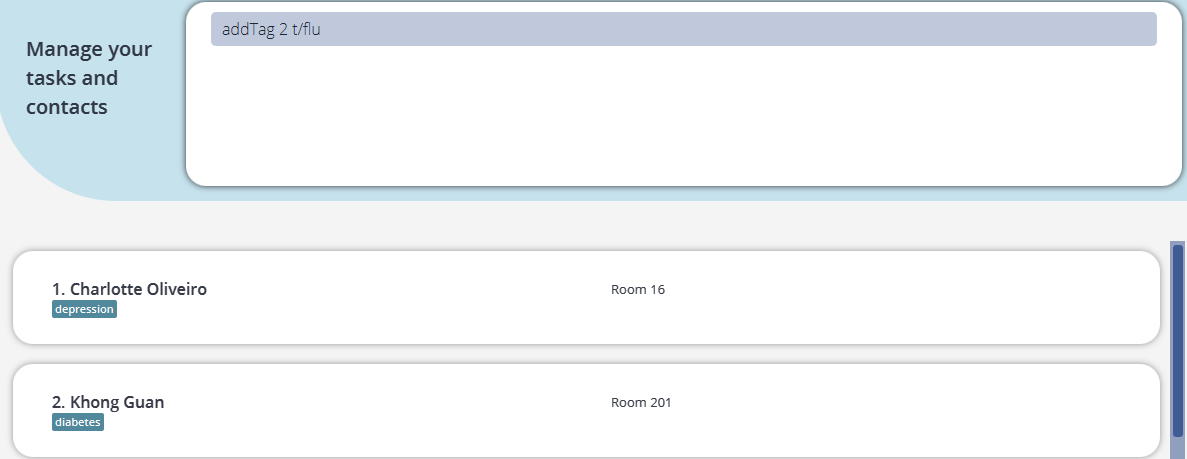 Manage your
tasks and
contacts
addTag 2 t/flu
1. Charlotte Oliveiro
Room 16
depression
2. Khong Guan
Room 201
diabetes